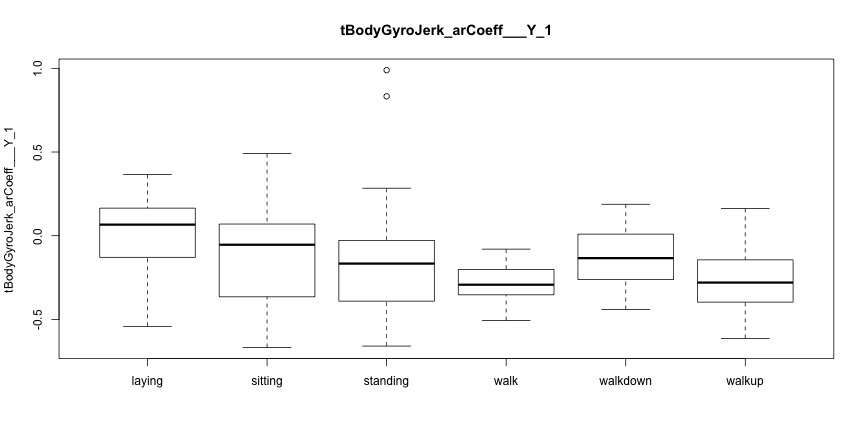 tBodyGyroJerk_arCoeff___Y_1
tBodyGyroJerk_arCoeff___Y_1
1.0
0.5
0.0
-0.5
laying sitting standing walk walkdown walkup